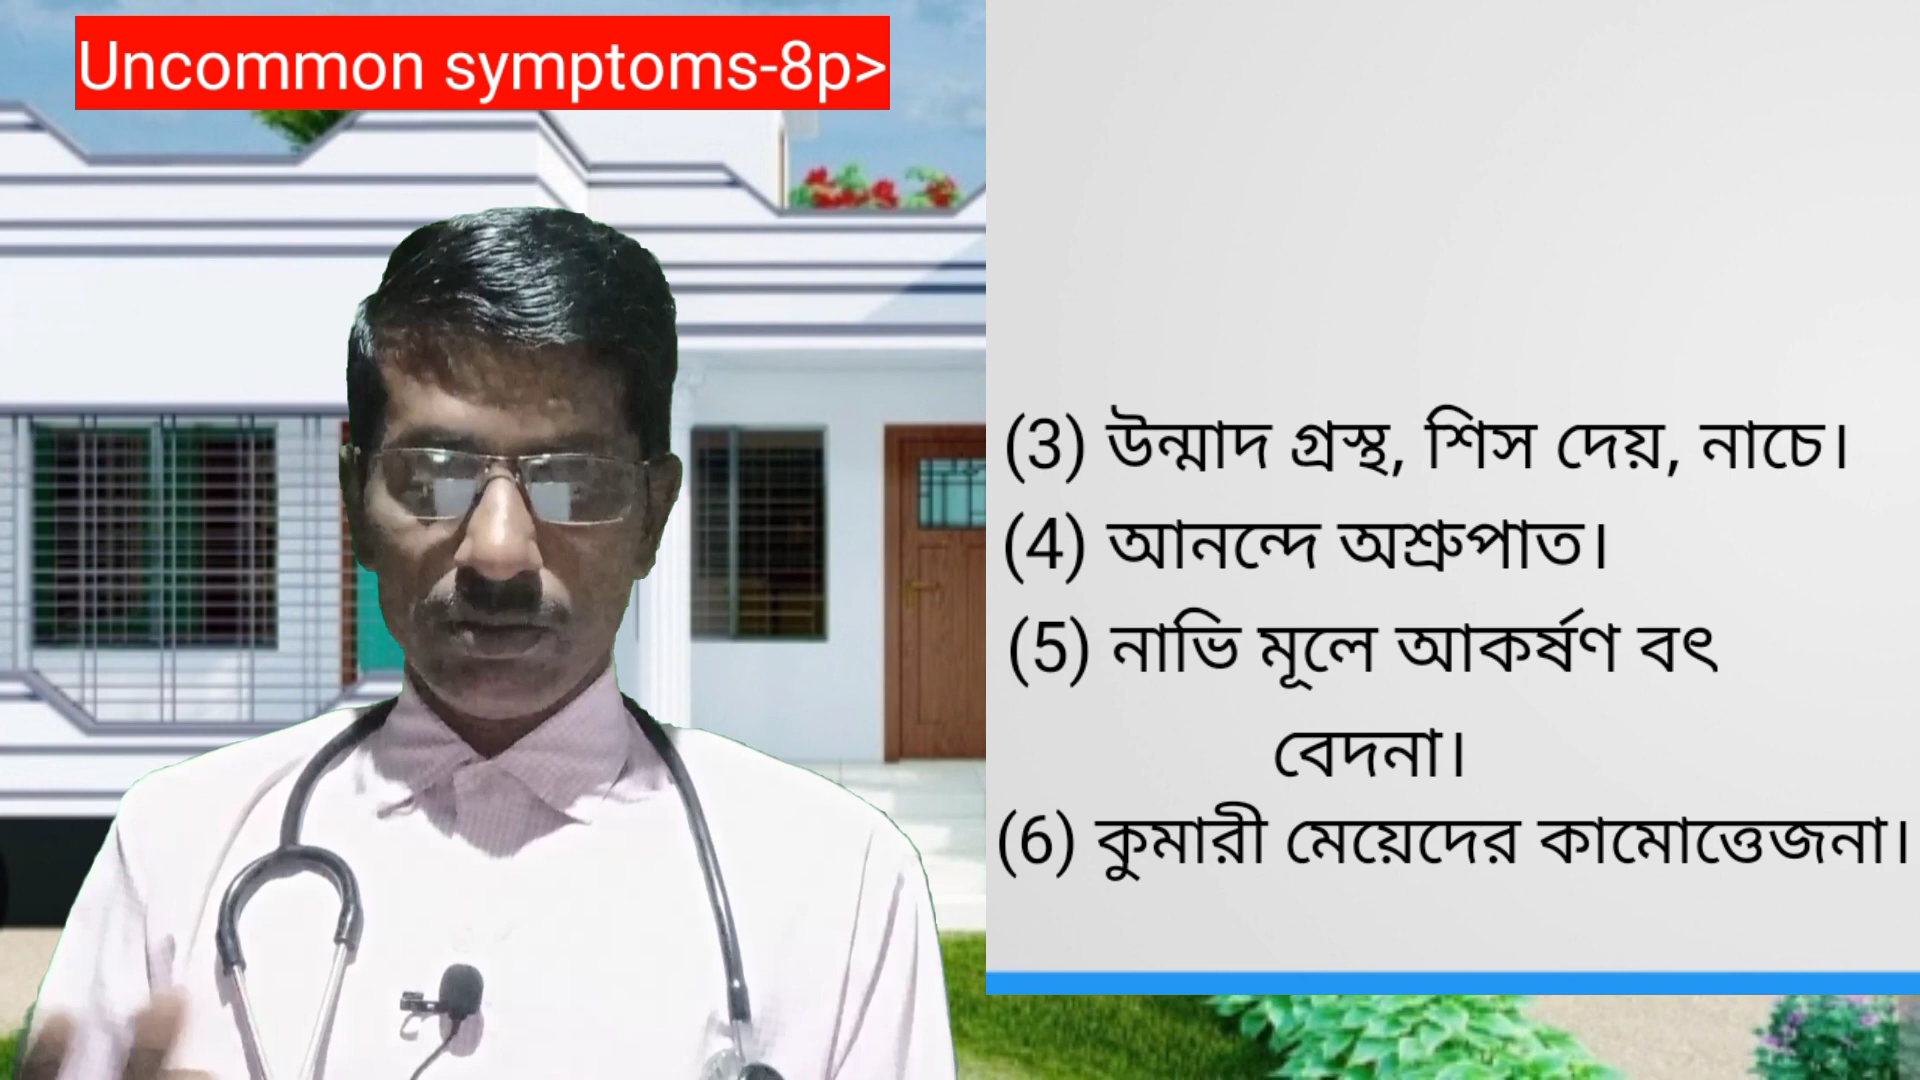 Uncommon symptoms-8p>
(3) উন্মাদ গ্রস্থ, শিস দেয়, নাচে।
(4) আনন্দে অশ্রুপাত।
(5) নাভি মূলে আকর্ষণ বৎ
বেদনা।
(6) কুমারী মেয়েদের কামোত্তেজনা।